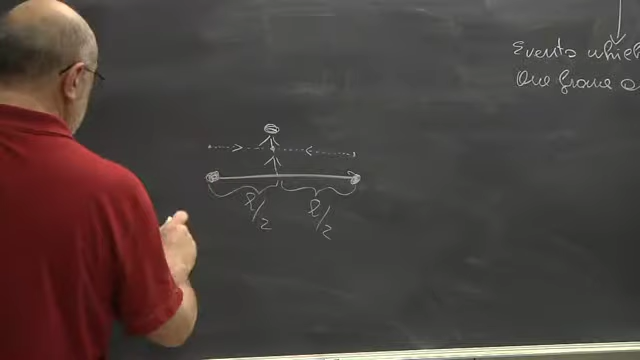 Events which
One frame a
ℓ/2
ℓ/2